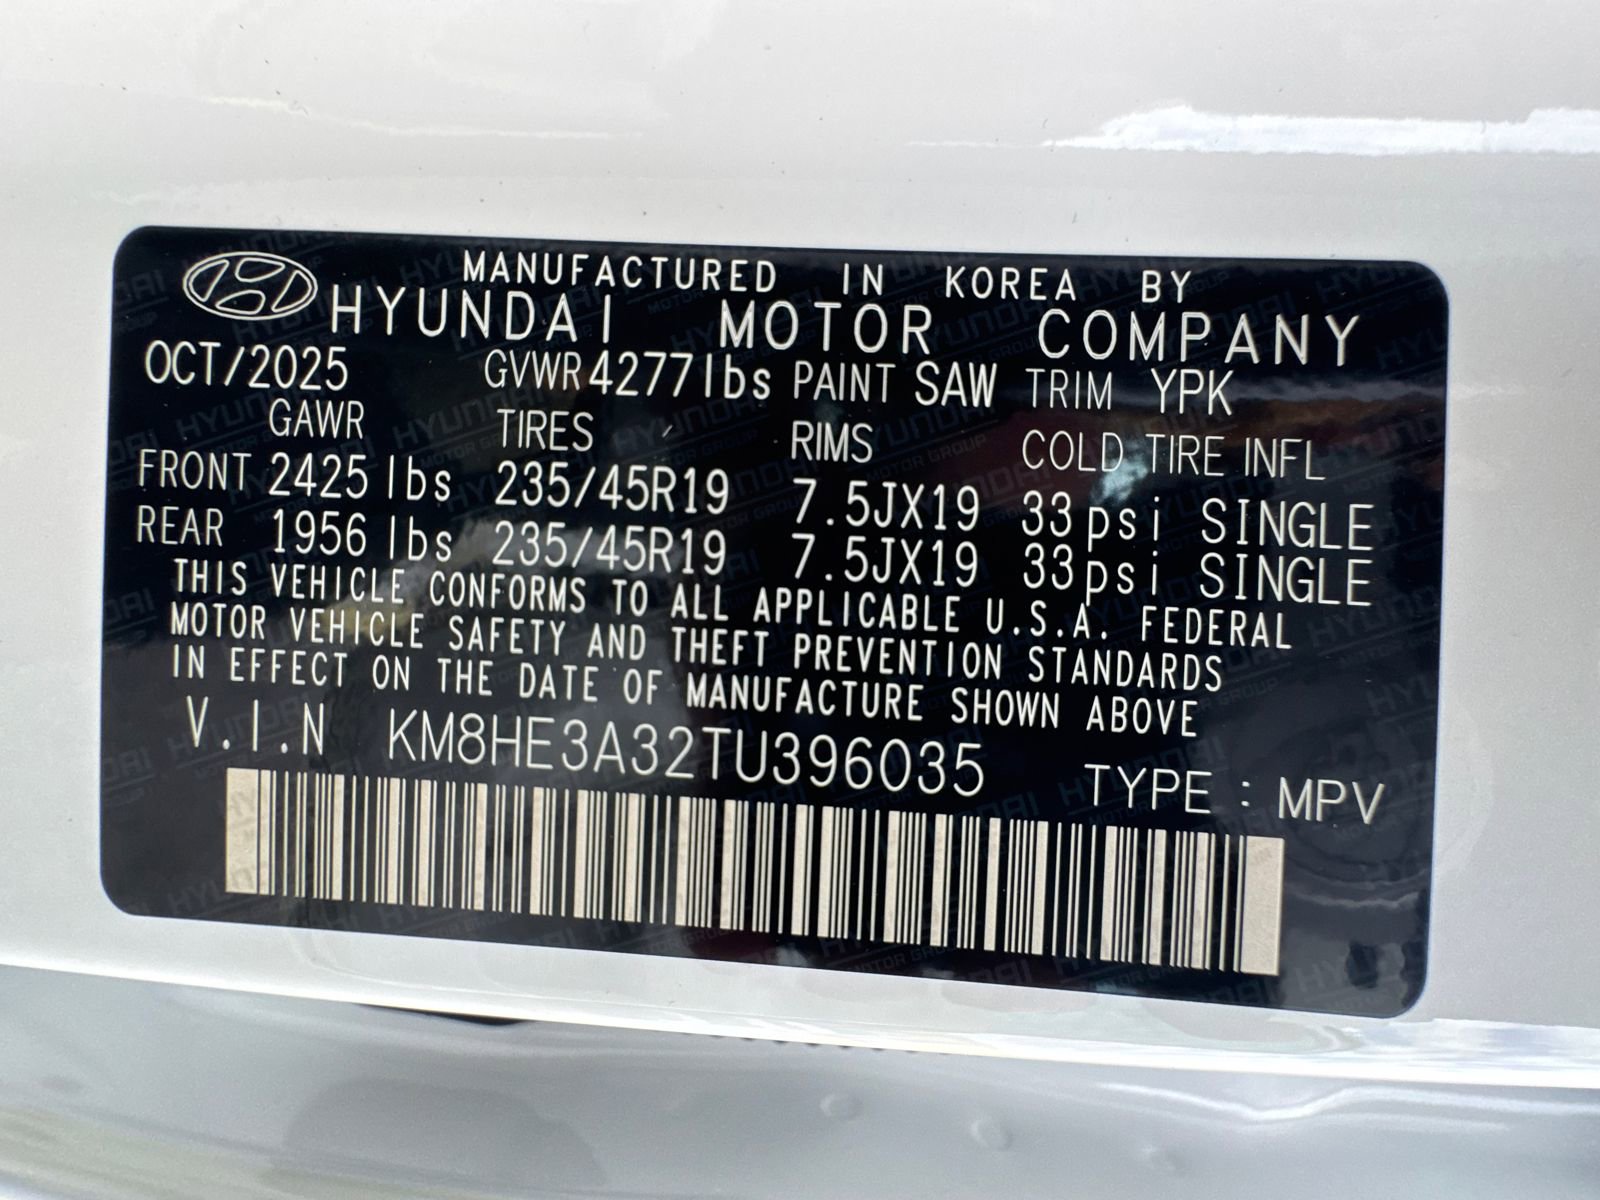 MANUFACTURED IN KOREA BY
HYUNDAI MOTOR COMPANY
OCT/2025 GVWR 4277lbs PAINT SAW TRIM YPK
GAWR TIRES RIMS COLD TIRE INFL
FRONT 2425 lbs 235/45R19 7.5JX19 33psi SINGLE
REAR 1956 lbs 235/45R19 7.5JX19 33psi SINGLE
THIS VEHICLE CONFORMS TO ALL APPLICABLE U.S.A. FEDERAL
MOTOR VEHICLE SAFETY AND THEFT PREVENTION STANDARDS
IN EFFECT ON THE DATE OF MANUFACTURE SHOWN ABOVE
V.I.N KM8HE3A32TU396035 TYPE : MPV